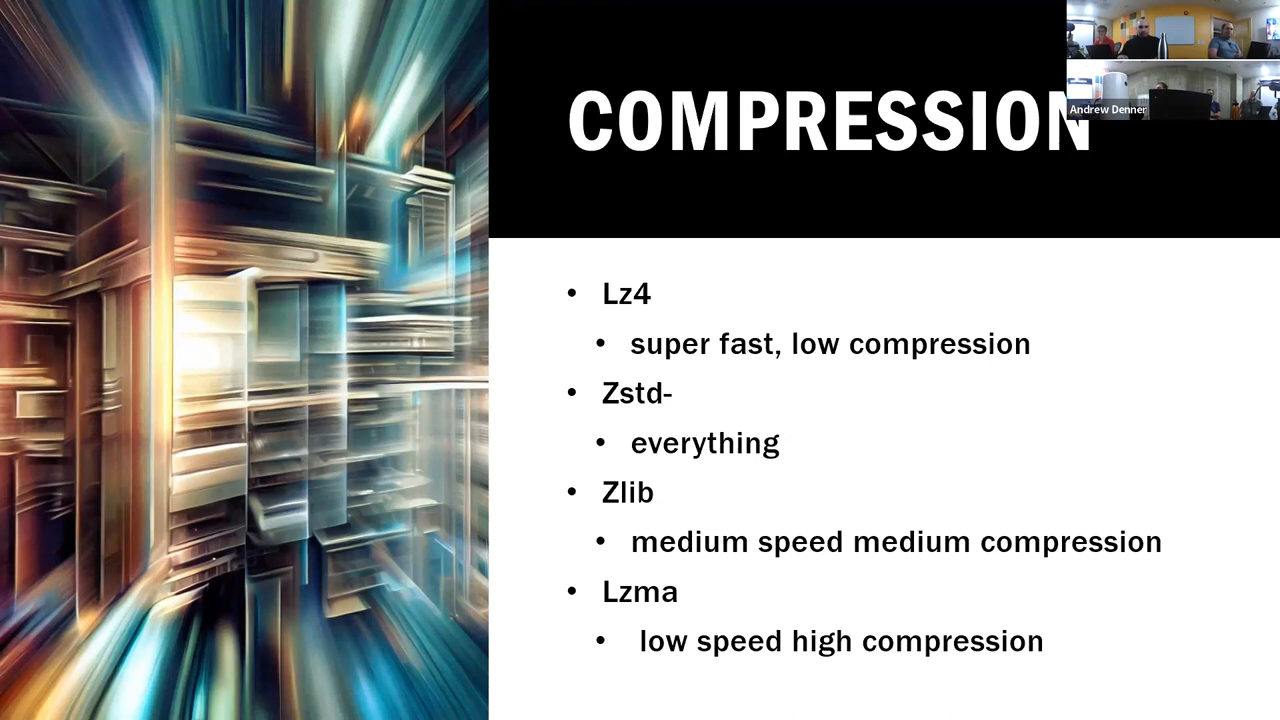 COMPRESSION
Andrew Denner
• Lz4
• super fast, low compression
• Zstd-
• everything
• Zlib
• medium speed medium compression
• Lzma
• low speed high compression